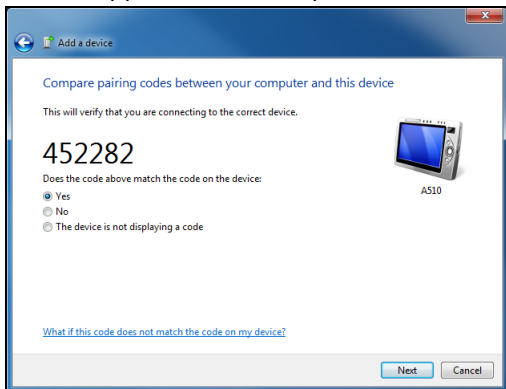 Add a device
Compare pairing codes between your computer and this device
This will verify that you are connecting to the correct device.
452282
Does the code above match the code on the device:
A510
Yes
No
The device is not displaying a code
What if this code does not match the code on my device?
Next Cancel